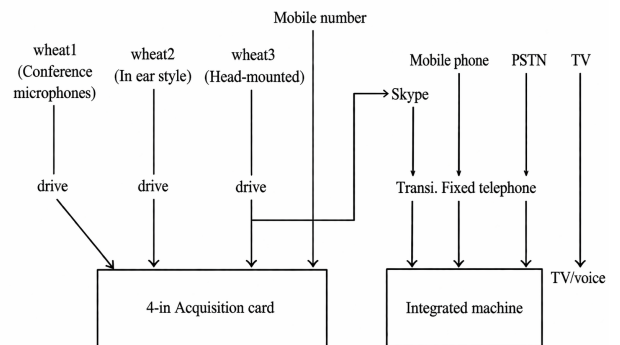 Mobile number
wheat1
(Conference
microphones)
wheat2
(In ear style)
wheat3
(Head-mounted)
Mobile phone
PSTN
TV
Skype
drive
drive
drive
Transi. Fixed telephone
TV/voice
4-in Acquisition card
Integrated machine